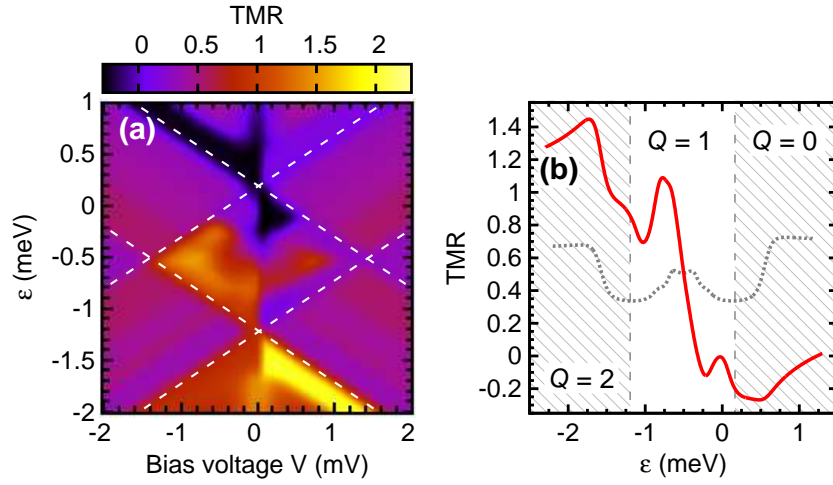 TMR
0 0.5 1 1.5 2
(a)
1
0.5
0
-0.5
-1
-1.5
-2
ε (meV)
-2 -1 0 1 2
Bias voltage V (mV)
(b)
Q = 1 Q = 0
Q = 2
1.4
1.2
1
0.8
0.6
0.4
0.2
0
-0.2
TMR
-2 -1 0 1
ε (meV)